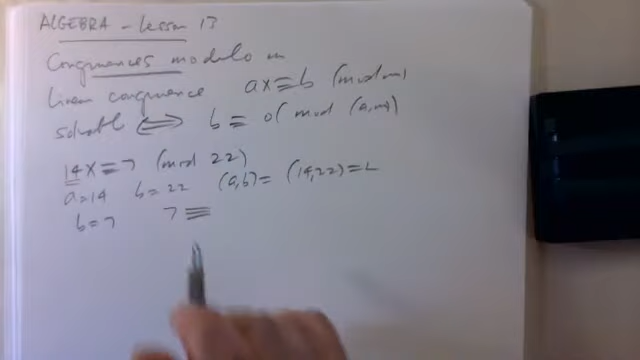 ALGEBRA - Lesson 13
Congruences modulo m
linear congruence ax ≡ b (mod m)
solvable ⟺ b ≡ 0 (mod (a,m))
14x ≡ 7 (mod 22)
a=14 b=22 (a,b)= (14,22)=2
b=7 7 ≡